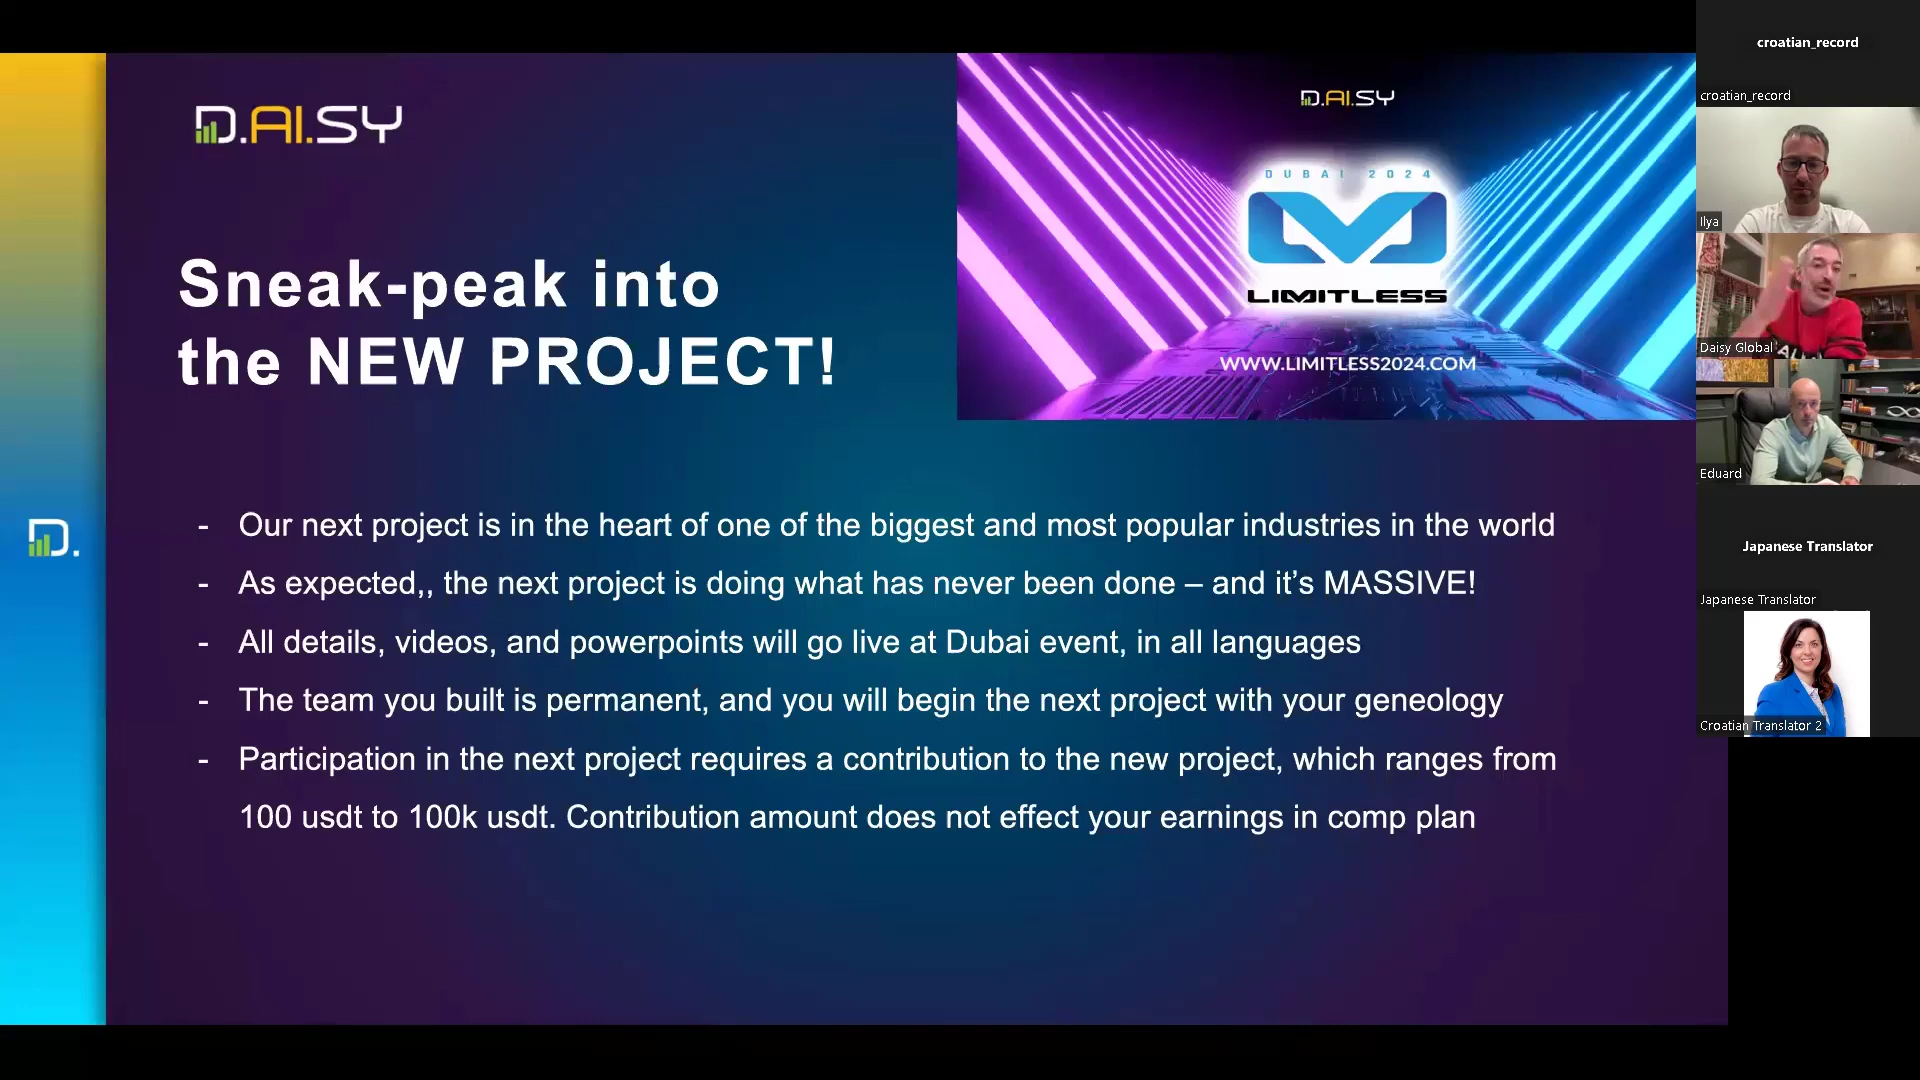 D.AI.SY
Sneak-peak into
the NEW PROJECT!
D.AI.SY
DUBAI 2024
LIMITLESS
WWW.LIMITLESS2024.COM
D.
- Our next project is in the heart of one of the biggest and most popular industries in the world
- As expected,, the next project is doing what has never been done – and it’s MASSIVE!
- All details, videos, and powerpoints will go live at Dubai event, in all languages
- The team you built is permanent, and you will begin the next project with your geneology
- Participation in the next project requires a contribution to the new project, which ranges from
100 usdt to 100k usdt. Contribution amount does not effect your earnings in comp plan
croatian_record
croatian_record
Ilya
Daisy Global
Eduard
Japanese Translator
Japanese Translator
Croatian Translator 2